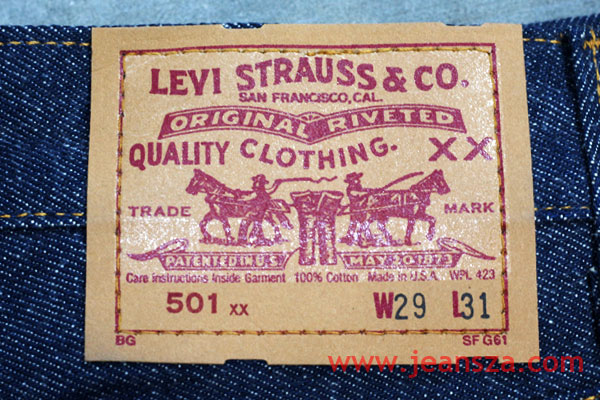 LEVI STRAUSS & CO.
SAN FRANCISCO, CAL.
ORIGINAL RIVETED
QUALITY CLOTHING. XX
TRADE MARK
PATENTED IN U.S. MAY 20 1873
Care instructions Inside Garment 100% Cotton Made in U.S.A. WPL 423
501 XX W29 L31
BG SF G61
www.jeansza.com